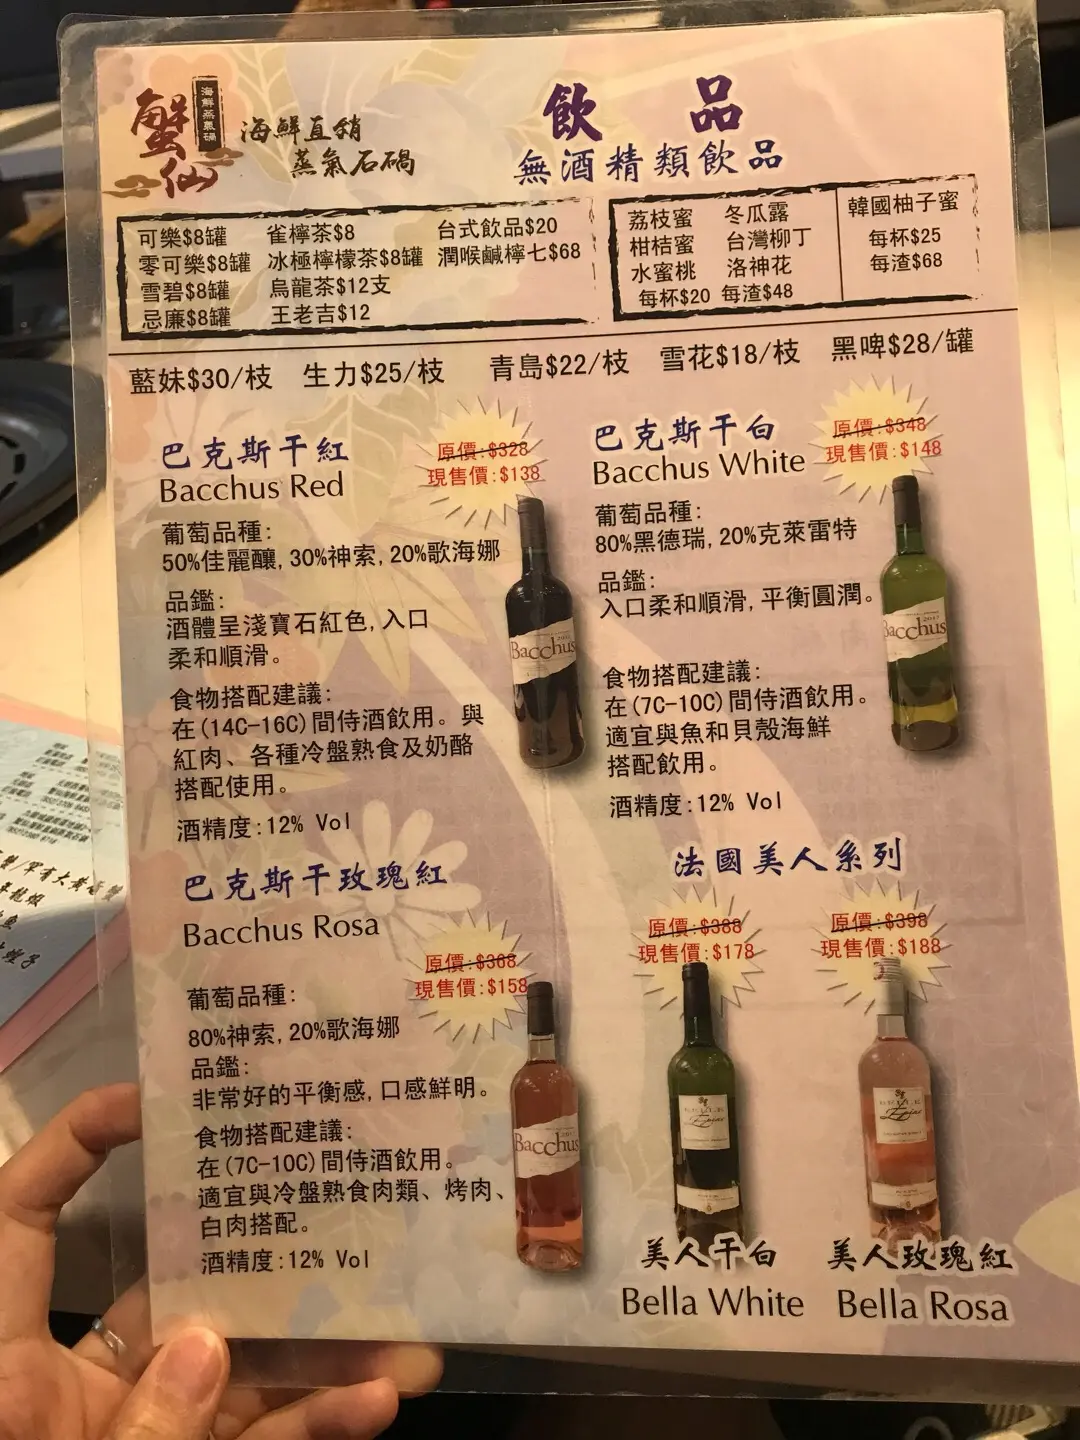 蟹仙
海鮮蒸氣鍋
海鮮直銷
蒸氣石鍋
飲品
無酒精類飲品
可樂$8罐 雀檸茶$8 台式飲品$20
零可樂$8罐 冰極檸檬茶$8罐 潤喉鹹檸七$68
雪碧$8罐 烏龍茶$12支
忌廉$8罐 王老吉$12
荔枝蜜 冬瓜露
柑桔蜜 台灣柳丁
水蜜桃 洛神花
每杯$20 每渣$48
韓國柚子蜜
每杯$25
每渣$68
藍妹$30/枝 生力$25/枝 青島$22/枝 雪花$18/枝 黑啤$28/罐
巴克斯干紅
Bacchus Red
原價:$328
現售價:$138
葡萄品種:
50%佳麗釀,30%神索,20%歌海娜
品鑑:
酒體呈淺寶石紅色,入口
柔和順滑。
食物搭配建議:
在(14C-16C)間侍酒飲用。與
紅肉、各種冷盤熟食及奶酪
搭配使用。
酒精度:12% Vol
Bacchus
巴克斯干白
Bacchus White
原價:$348
現售價:$148
葡萄品種:
80%黑德瑞,20%克萊雷特
品鑑:
入口柔和順滑,平衡圓潤。
食物搭配建議:
在(7C-10C)間侍酒飲用。
適宜與魚和貝殼海鮮
搭配飲用。
酒精度:12% Vol
Bacchus
巴克斯干玫瑰紅
Bacchus Rosa
原價:$368
現售價:$158
葡萄品種:
80%神索,20%歌海娜
品鑑:
非常好的平衡感,口感鮮明。
食物搭配建議:
在(7C-10C)間侍酒飲用。
適宜與冷盤熟食肉類、烤肉、
白肉搭配。
酒精度:12% Vol
Bacchus
法國美人系列
原價:$388
現售價:$178
原價:$398
現售價:$188
BELLE
BELLE
美人干白
Bella White
美人玫瑰紅
Bella Rosa